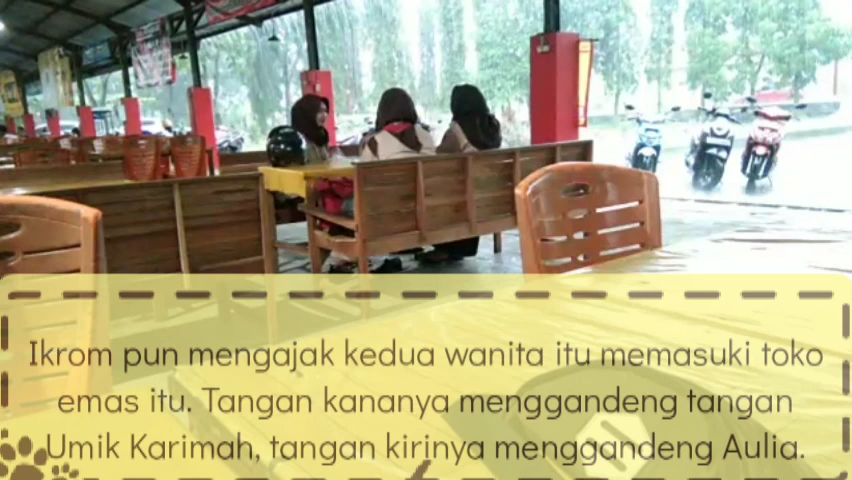 Ikrom pun mengajak kedua wanita itu memasuki toko
emas itu. Tangan kananya menggandeng tangan
Umik Karimah, tangan kirinya menggandeng Aulia.